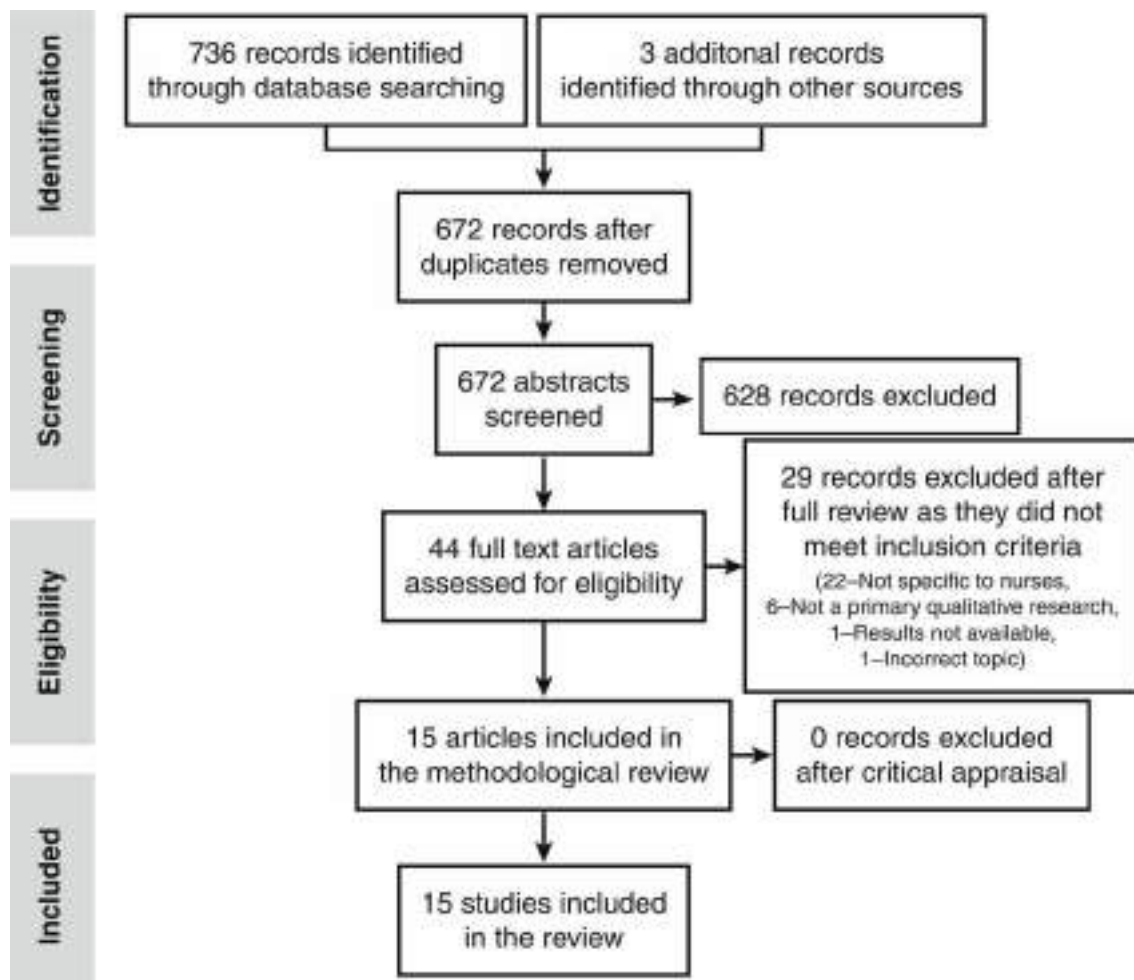 Identification
736 records identified
through database searching
3 additonal records
identified through other sources
672 records after
duplicates removed
Screening
672 abstracts
screened
628 records excluded
Eligibility
44 full text articles
assessed for eligibility
29 records excluded after
full review as they did not
meet inclusion criteria
(22–Not specific to nurses,
6–Not a primary qualitative research,
1–Results not available,
1–Incorrect topic)
15 articles included in
the methodological review
0 records excluded
after critical appraisal
Included
15 studies included
in the review